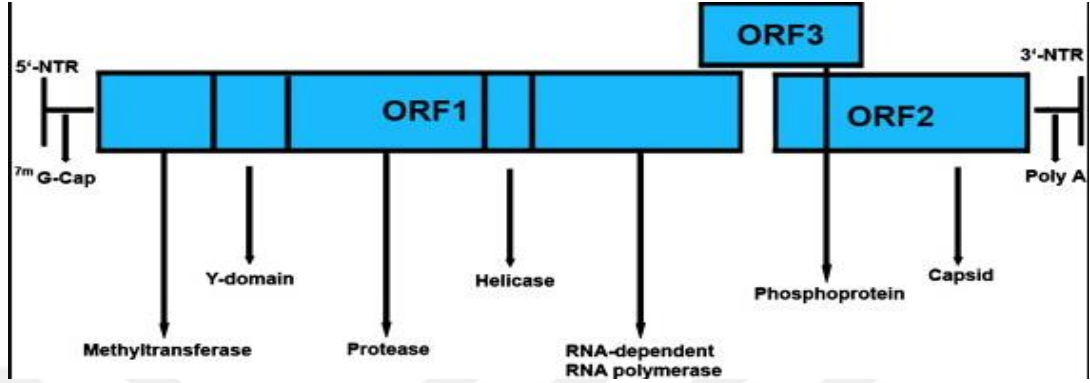 ORF3
5‘-NTR
3‘-NTR
ORF1
ORF2
7m G-Cap
Poly A
Y-domain
Helicase
Capsid
Phosphoprotein
Methyltransferase
Protease
RNA-dependent
RNA polymerase